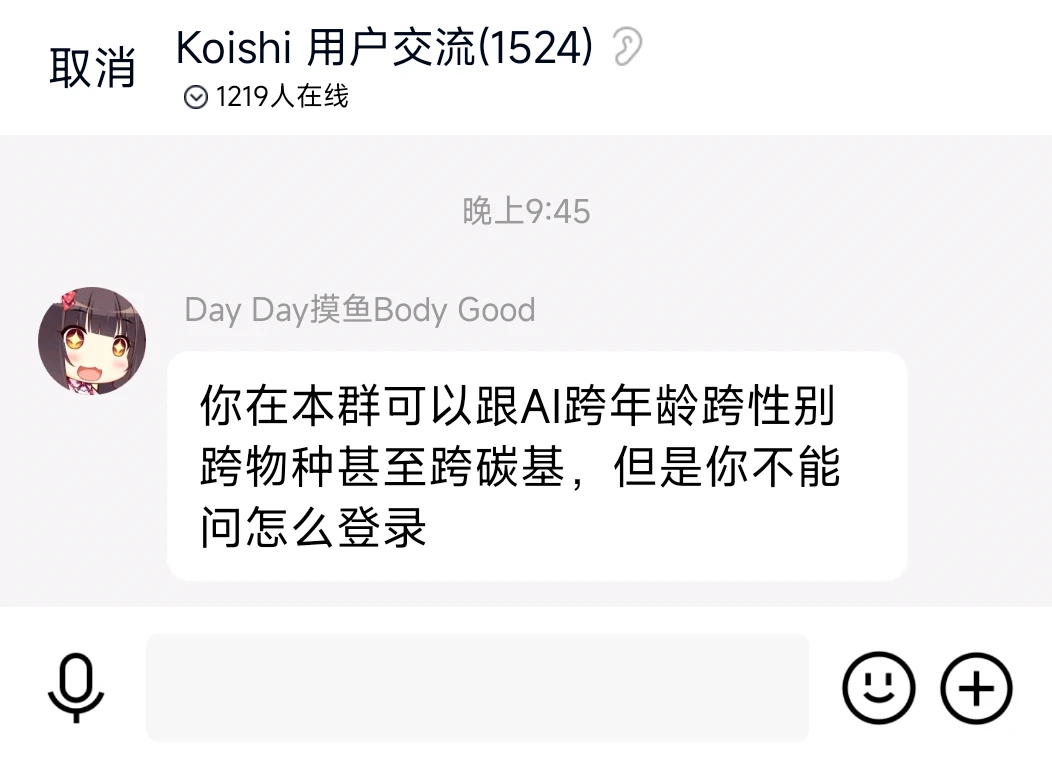 取消
Koishi 用户交流(1524)
1219人在线
晚上9:45
Day Day摸鱼Body Good
你在本群可以跟AI跨年龄跨性别
跨物种甚至跨碳基，但是你不能
问怎么登录